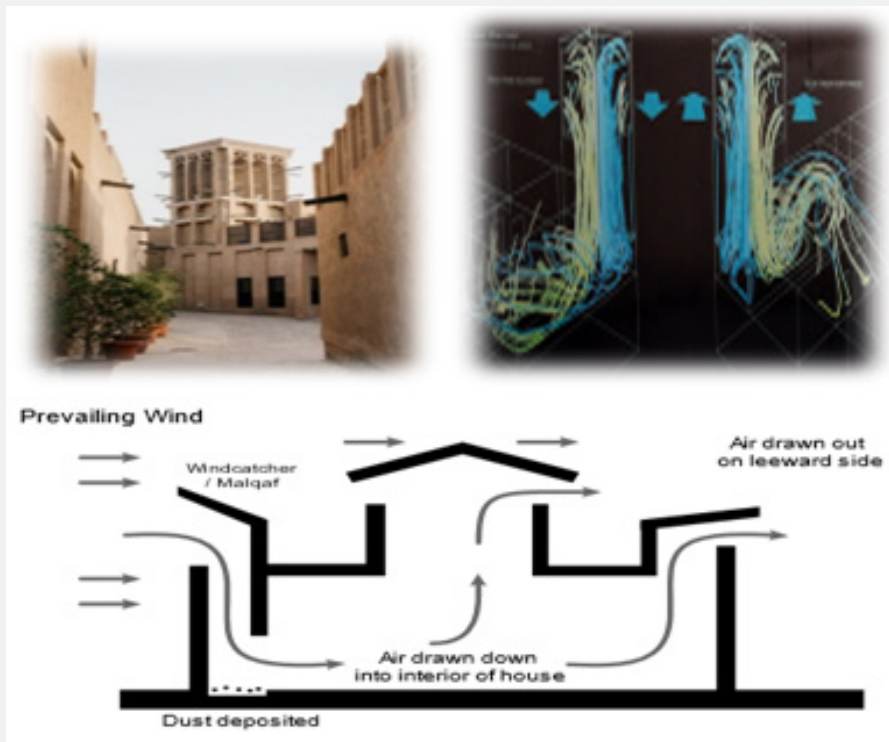 Prevailing Wind
Windcatcher
/ Malqaf
Air drawn out
on leeward side
Air drawn down
into interior of house
Dust deposited